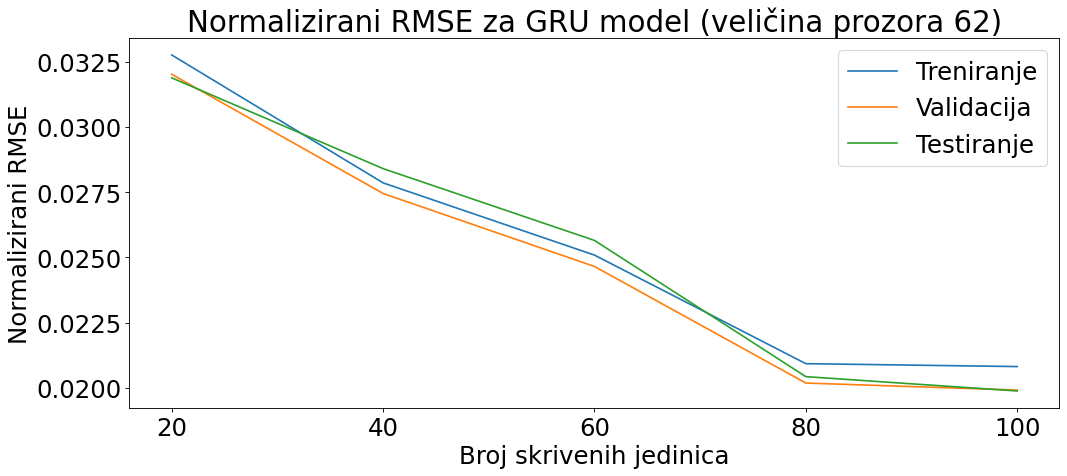 Normalizirani RMSE za GRU model (veličina prozora 62)
Normalizirani RMSE
0.0325
0.0300
0.0275
0.0250
0.0225
0.0200
Treniranje
Validacija
Testiranje
20 40 60 80 100
Broj skrivenih jedinica